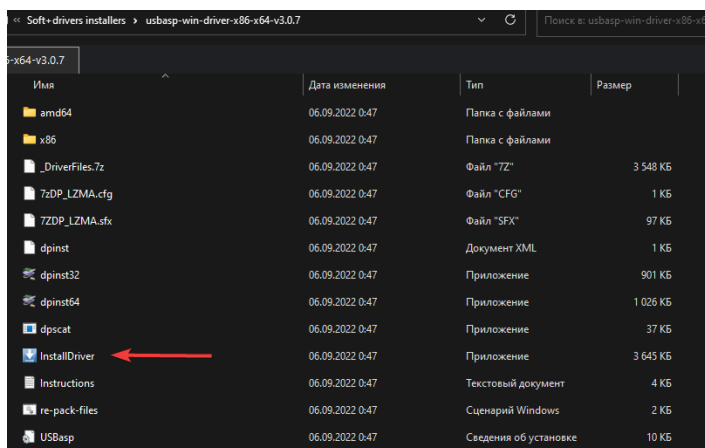 « Soft+drivers installers › usbasp-win-driver-x86-x64-v3.0.7
Поиск в: usbasp-win-driver-x86-x6
-x64-v3.0.7
Имя Дата изменения Тип Размер
amd64 06.09.2022 0:47 Папка с файлами
x86 06.09.2022 0:47 Папка с файлами
_DriverFiles.7z 06.09.2022 0:47 Файл "7Z" 3 548 КБ
7zDP_LZMA.cfg 06.09.2022 0:47 Файл "CFG" 1 КБ
7ZDP_LZMA.sfx 06.09.2022 0:47 Файл "SFX" 97 КБ
dpinst 06.09.2022 0:47 Документ XML 1 КБ
dpinst32 06.09.2022 0:47 Приложение 901 КБ
dpinst64 06.09.2022 0:47 Приложение 1 026 КБ
dpscat 06.09.2022 0:47 Приложение 37 КБ
InstallDriver 06.09.2022 0:47 Приложение 3 645 КБ
Instructions 06.09.2022 0:47 Текстовый документ 4 КБ
re-pack-files 06.09.2022 0:47 Сценарий Windows 2 КБ
USBasp 06.09.2022 0:47 Сведения об установке 10 КБ